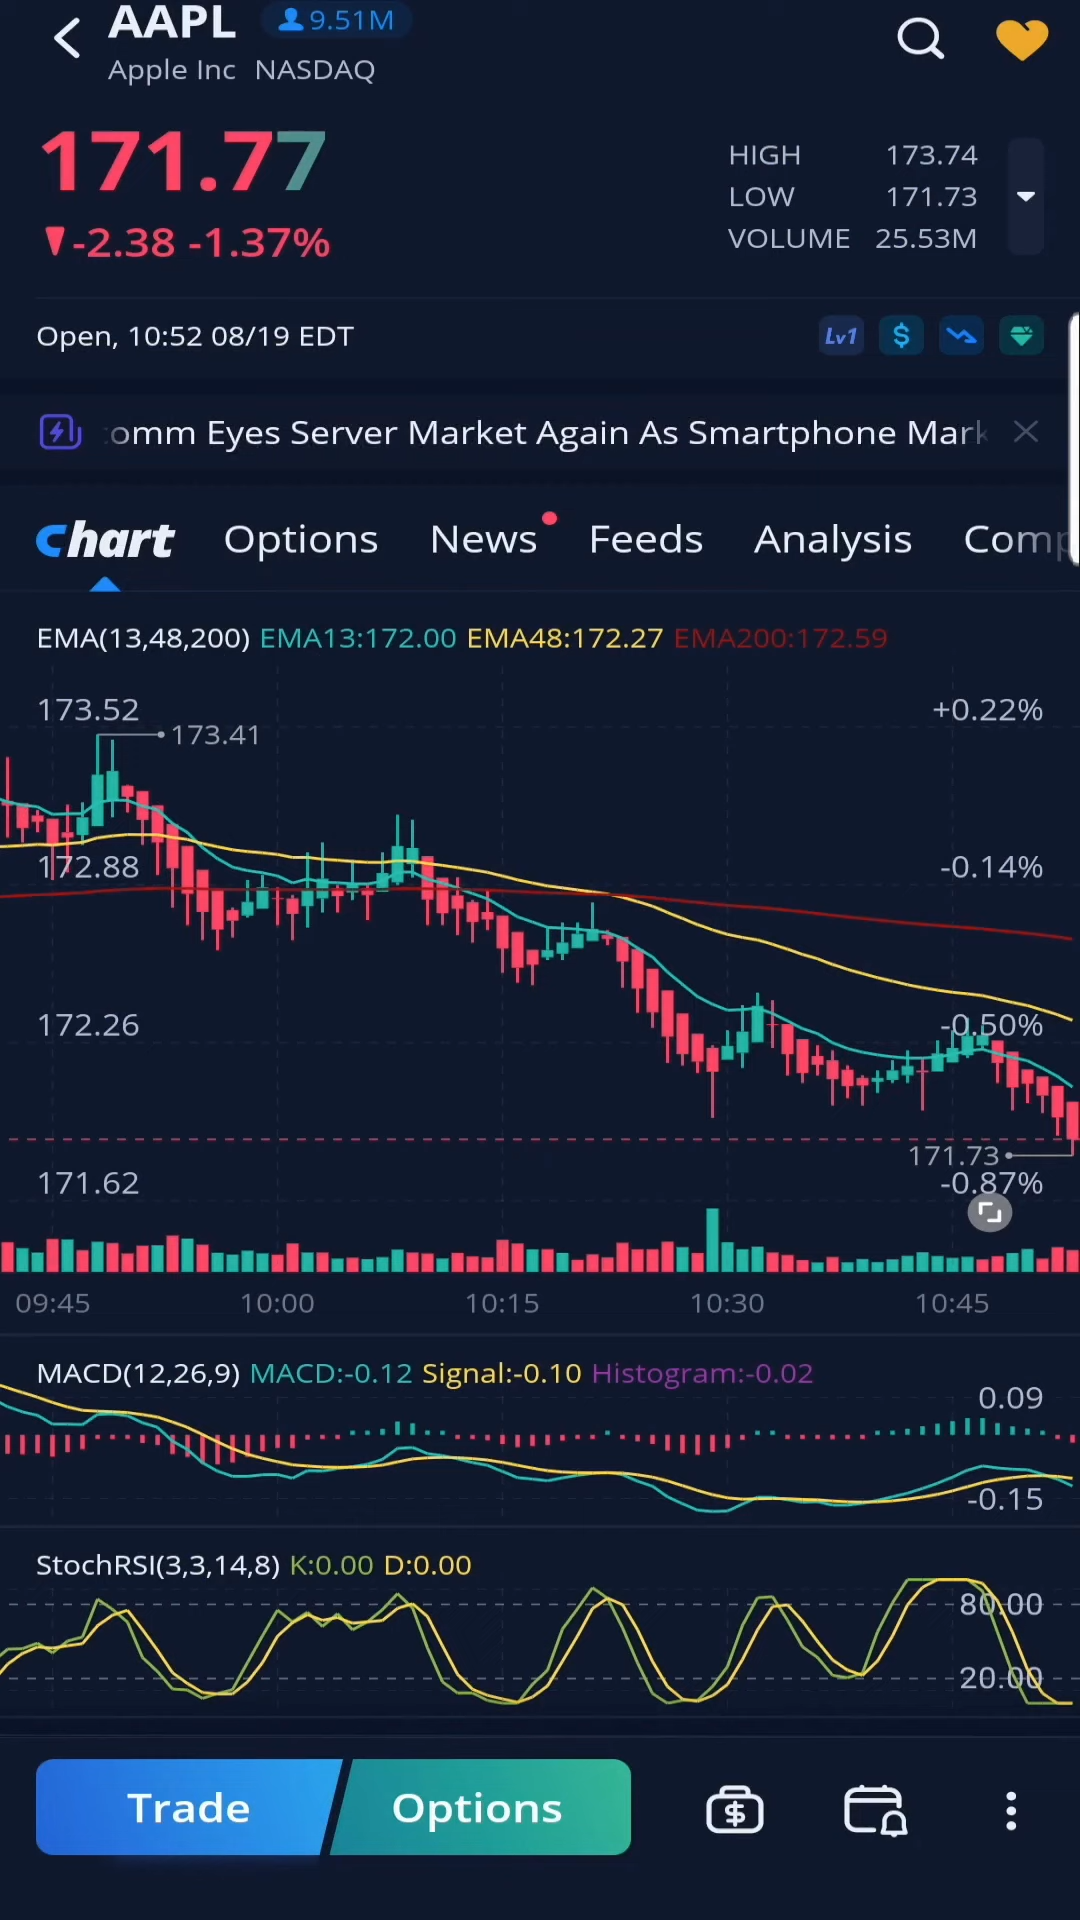 AAPL 9.51M
Apple Inc NASDAQ
171.77
-2.38 -1.37%
HIGH 173.74
LOW 171.73
VOLUME 25.53M
Open, 10:52 08/19 EDT
Lv1 $
omm Eyes Server Market Again As Smartphone Mark
Chart Options News Feeds Analysis Comp
EMA(13,48,200) EMA13:172.00 EMA48:172.27 EMA200:172.59
173.52 +0.22%
173.41
172.88 -0.14%
172.26 -0.50%
171.73
171.62 -0.87%
09:45 10:00 10:15 10:30 10:45
MACD(12,26,9) MACD:-0.12 Signal:-0.10 Histogram:-0.02
0.09
-0.15
StochRSI(3,3,14,8) K:0.00 D:0.00
80.00
20.00
Trade Options $